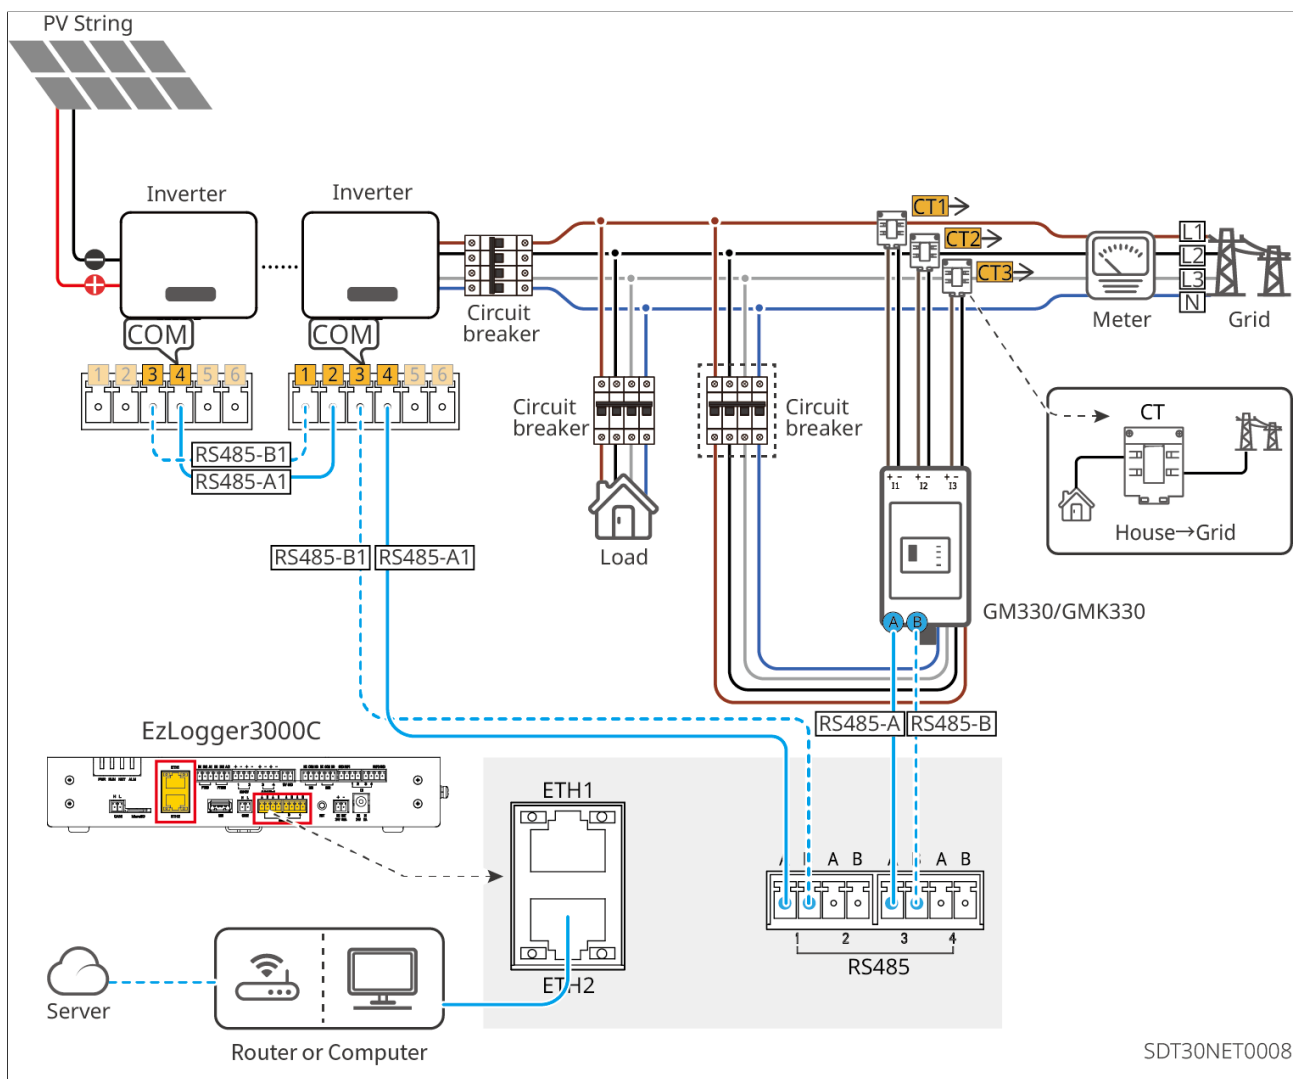 PV String
Inverter
Inverter
CT1
CT2
CT3
L1
L2
L3
N
Circuit
breaker
Meter
Grid
COM
COM
1 2 3 4 5 6
1 2 3 4 5 6
Circuit
breaker
Circuit
breaker
CT
RS485-B1
RS485-A1
+ - + - + -
I1 I2 I3
House→Grid
Load
RS485-B1
RS485-A1
GM330/GMK330
A B
RS485-A
RS485-B
EzLogger3000C
ETH1
A B A B
ETH2
1 2 3 4
RS485
Server
Router or Computer
SDT30NET0008